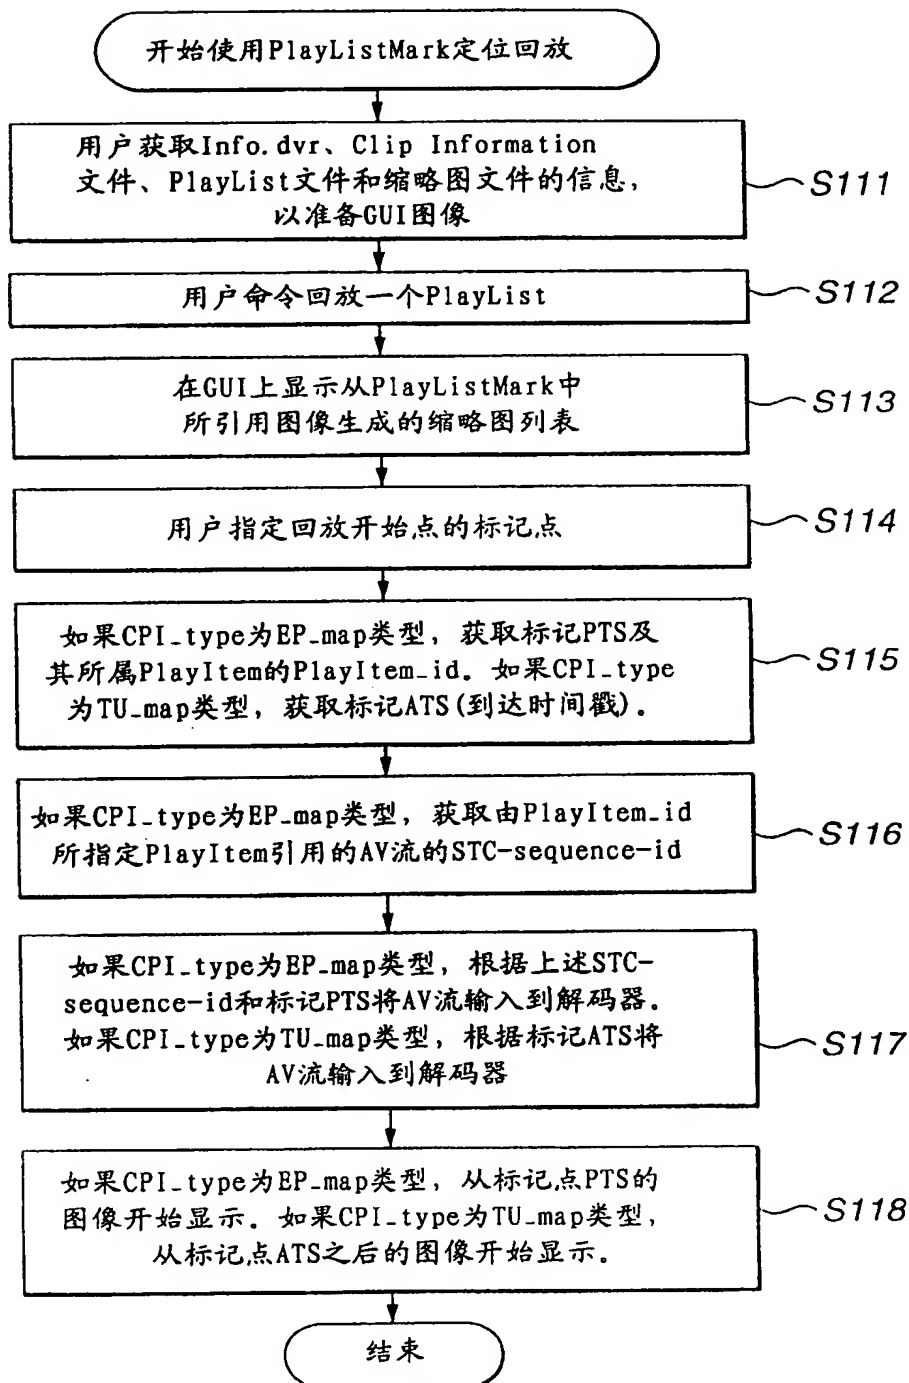 开始使用PlayListMark定位回放
用户获取Info.dvr、Clip Information
文件、PlayList文件和缩略图文件的信息,
以准备GUI图像
S111
用户命令回放一个PlayList
S112
在GUI上显示从PlayListMark中
所引用图像生成的缩略图列表
S113
用户指定回放开始点的标记点
S114
如果CPI_type为EP_map类型, 获取标记PTS及
其所属PlayItem的PlayItem_id。如果CPI_type
为TU_map类型, 获取标记ATS(到达时间戳)。
S115
如果CPI_type为EP_map类型, 获取由PlayItem_id
所指定PlayItem引用的AV流的STC-sequence-id
S116
如果CPI_type为EP_map类型, 根据上述STC-
sequence-id和标记PTS将AV流输入到解码器。
如果CPI_type为TU_map类型, 根据标记ATS将
AV流输入到解码器
S117
如果CPI_type为EP_map类型, 从标记点PTS的
图像开始显示。如果CPI_type为TU_map类型,
从标记点ATS之后的图像开始显示。
S118
结束